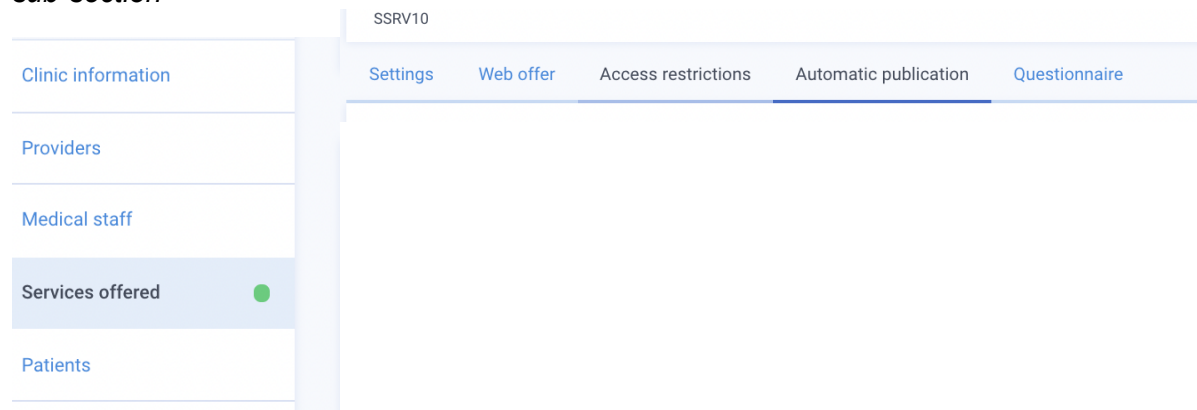 sub-section
SSRV10
Clinic information
Providers
Medical staff
Services offered
Patients
Settings Web offer Access restrictions Automatic publication Questionnaire